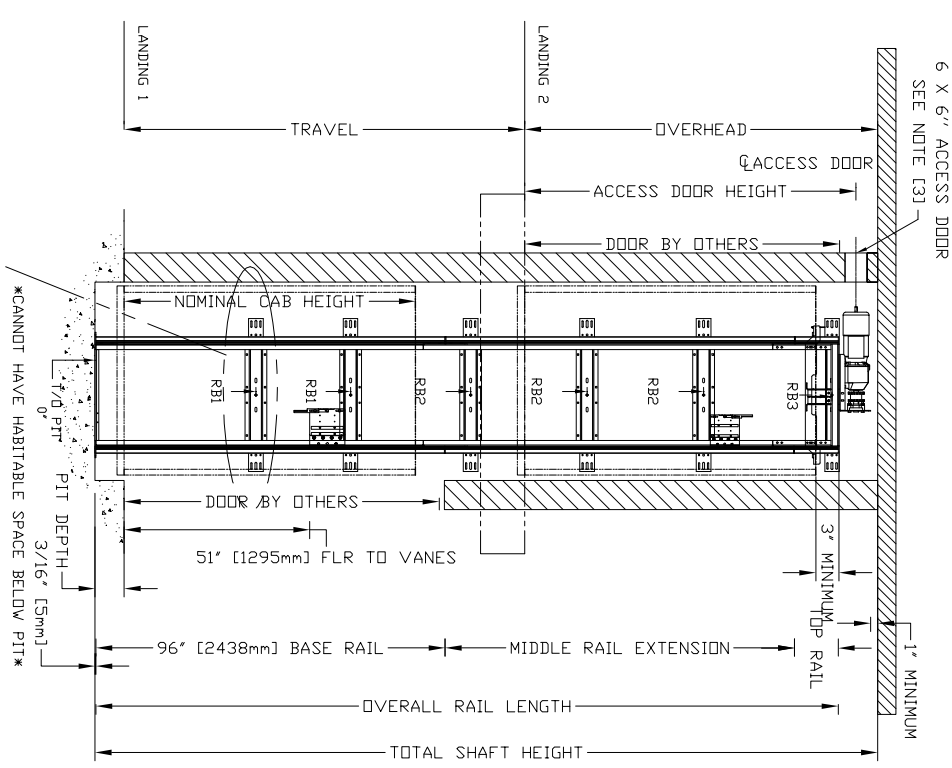 6 X 6" ACCESS DOOR
SEE NOTE [3]
LANDING 1
LANDING 2
TRAVEL
OVERHEAD
℄ACCESS DOOR
ACCESS DOOR HEIGHT
DOOR BY OTHERS
NOMINAL CAB HEIGHT
RB1
RB1
RB2
RB2
RB2
RB3
T/O PIT
0"
DOOR BY OTHERS
51" [1295mm] FLR TO VANES
PIT DEPTH
3/16" [5mm]
*CANNOT HAVE HABITABLE SPACE BELOW PIT*
3" MINIMUM
TOP RAIL
1" MINIMUM
96" [2438mm] BASE RAIL
MIDDLE RAIL EXTENSION
OVERALL RAIL LENGTH
TOTAL SHAFT HEIGHT